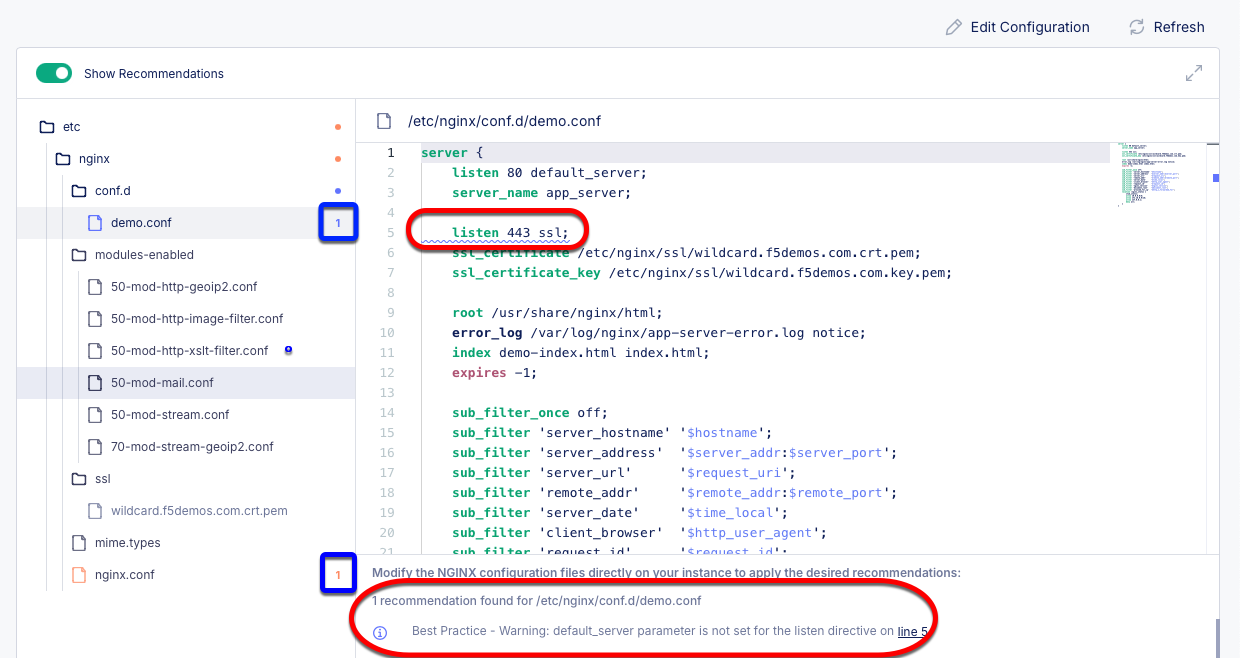 Edit Configuration
Refresh
Show Recommendations
etc
nginx
conf.d
demo.conf
1
modules-enabled
50-mod-http-geoip2.conf
50-mod-http-image-filter.conf
50-mod-http-xslt-filter.conf
50-mod-mail.conf
50-mod-stream.conf
70-mod-stream-geoip2.conf
ssl
wildcard.f5demos.com.crt.pem
mime.types
nginx.conf
1
/etc/nginx/conf.d/demo.conf
1 server {
2 listen 80 default_server;
3 server_name app_server;
4
5 listen 443 ssl;
6 ssl_certificate /etc/nginx/ssl/wildcard.f5demos.com.crt.pem;
7 ssl_certificate_key /etc/nginx/ssl/wildcard.f5demos.com.key.pem;
8
9 root /usr/share/nginx/html;
10 error_log /var/log/nginx/app-server-error.log notice;
11 index demo-index.html index.html;
12 expires -1;
13
14 sub_filter_once off;
15 sub_filter 'server_hostname' '$hostname';
16 sub_filter 'server_address' '$server_addr:$server_port';
17 sub_filter 'server_url' '$request_uri';
18 sub_filter 'remote_addr' '$remote_addr:$remote_port';
19 sub_filter 'server_date' '$time_local';
20 sub_filter 'client_browser' '$http_user_agent';
21 sub_filter 'request_id' '$request_id';
Modify the NGINX configuration files directly on your instance to apply the desired recommendations:
1 recommendation found for /etc/nginx/conf.d/demo.conf
Best Practice - Warning: default_server parameter is not set for the listen directive on line 5